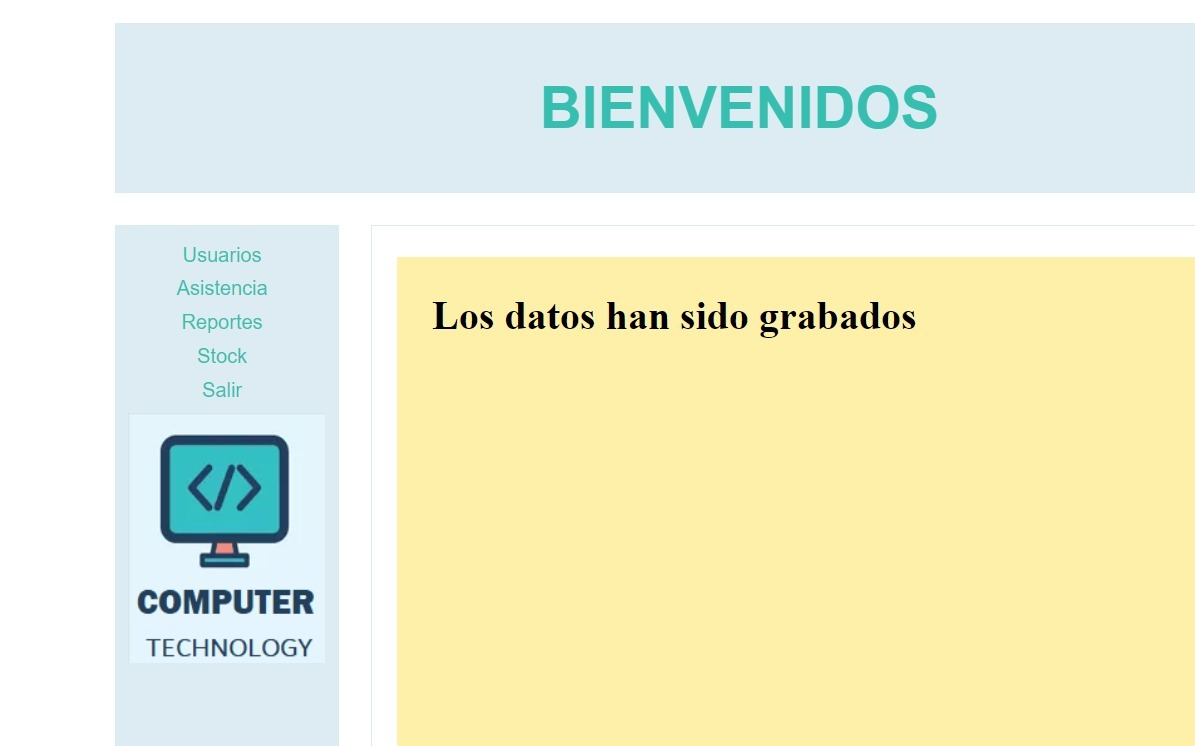 BIENVENIDOS
Usuarios
Asistencia
Reportes
Stock
Salir
</>
COMPUTER
TECHNOLOGY
Los datos han sido grabados